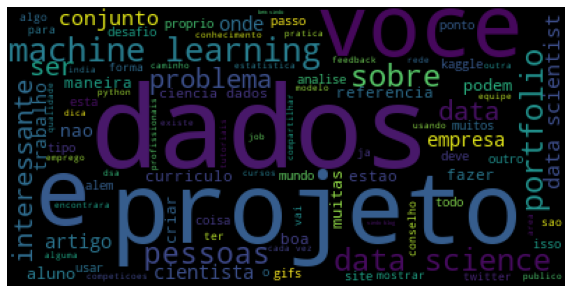 algo
para
conjunto
onde
passo
proprio
desafio
conhecimento
pratica
voce
ponto
machine learning
india
forma
caminho
estatistica
feedback
rede
kaggle
outra
ser
problema
sobre
analise
podem
maneira
python
ciencia dados
modelo
referencia
equipe
data scientist
interessante
trabalho
qualidade
esta
dica
nao
dados
data
usando
muitos
portfolio
tipo
emprego
profissionais
existe
tutoriais
job
compartilhar
empresa
ja
deve
outro
e
projeto
dsa
curriculo
cursos
mundo
estao
fazer
encontrara
alem
criar
coisa
vai
muitas
todo
conselho
sao
area
isso
artigo
pessoas
ter
boa
cada vez
data science
aluno
alguma
usar
competicoes
cientista
o
gifs
site
mostrar
twitter
publico